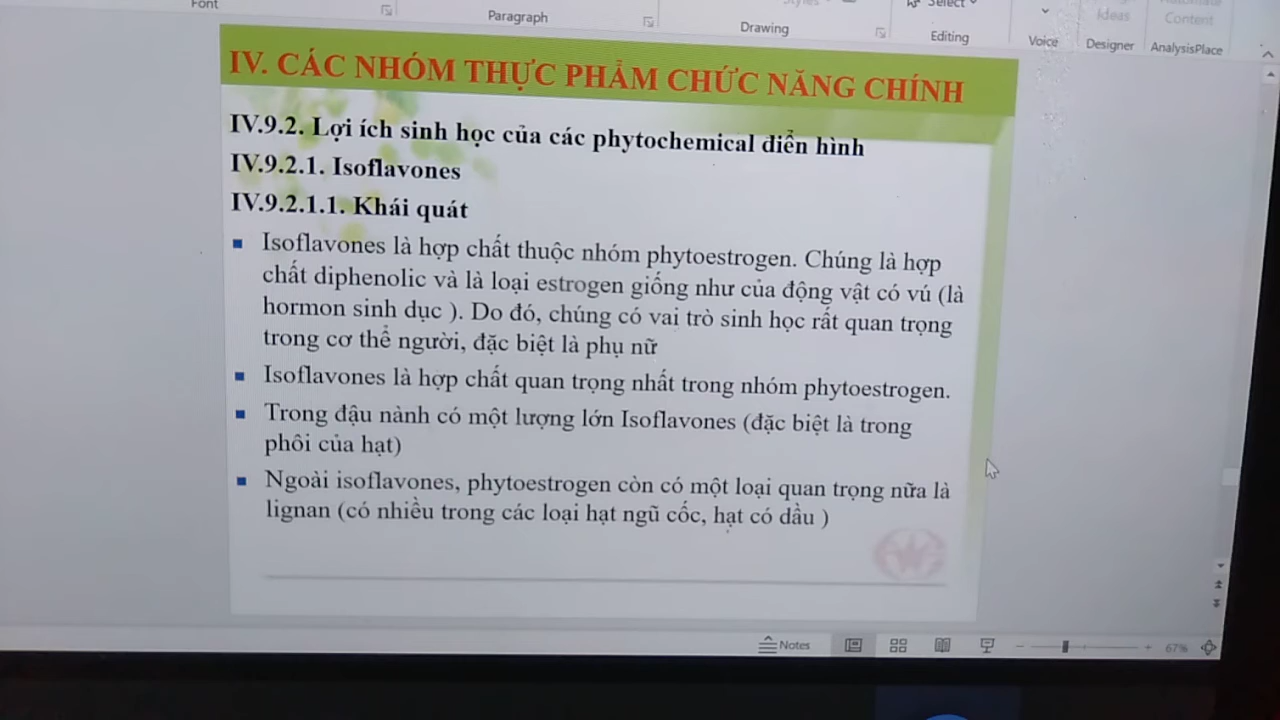 Font
Paragraph
Drawing
Select
Editing
Voice
Ideas
Designer
Content
AnalysisPlace
IV. CÁC NHÓM THỰC PHẨM CHỨC NĂNG CHÍNH
IV.9.2. Lợi ích sinh học của các phytochemical điển hình
IV.9.2.1. Isoflavones
IV.9.2.1.1. Khái quát
Isoflavones là hợp chất thuộc nhóm phytoestrogen. Chúng là hợp
chất diphenolic và là loại estrogen giống như của động vật có vú (là
hormon sinh dục ). Do đó, chúng có vai trò sinh học rất quan trọng
trong cơ thể người, đặc biệt là phụ nữ
Isoflavones là hợp chất quan trọng nhất trong nhóm phytoestrogen.
Trong đậu nành có một lượng lớn Isoflavones (đặc biệt là trong
phôi của hạt)
Ngoài isoflavones, phytoestrogen còn có một loại quan trọng nữa là
lignan (có nhiều trong các loại hạt ngũ cốc, hạt có dầu )
Notes
67%